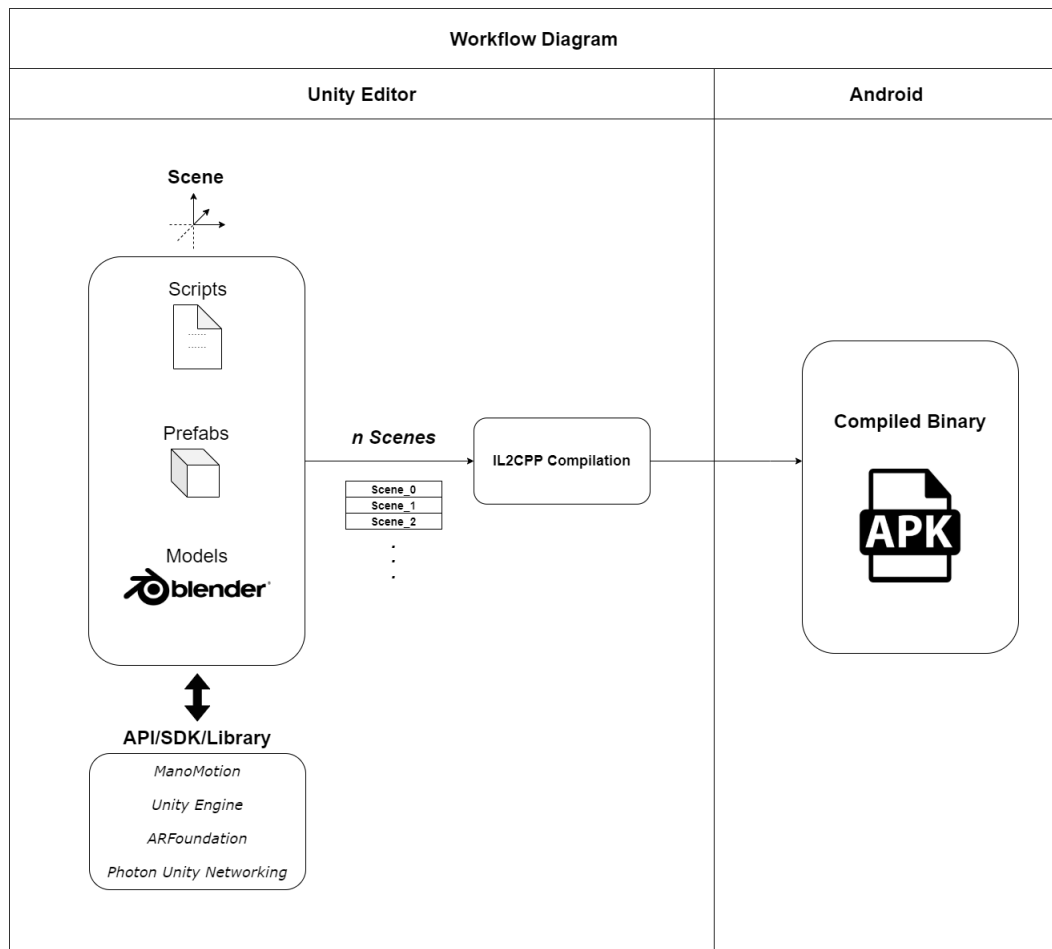 Workflow Diagram
Unity Editor
Android
Scene
Scripts
Prefabs
Models
blender
n Scenes
Scene_0
Scene_1
Scene_2
IL2CPP Compilation
Compiled Binary
APK
API/SDK/Library
ManoMotion
Unity Engine
ARFoundation
Photon Unity Networking